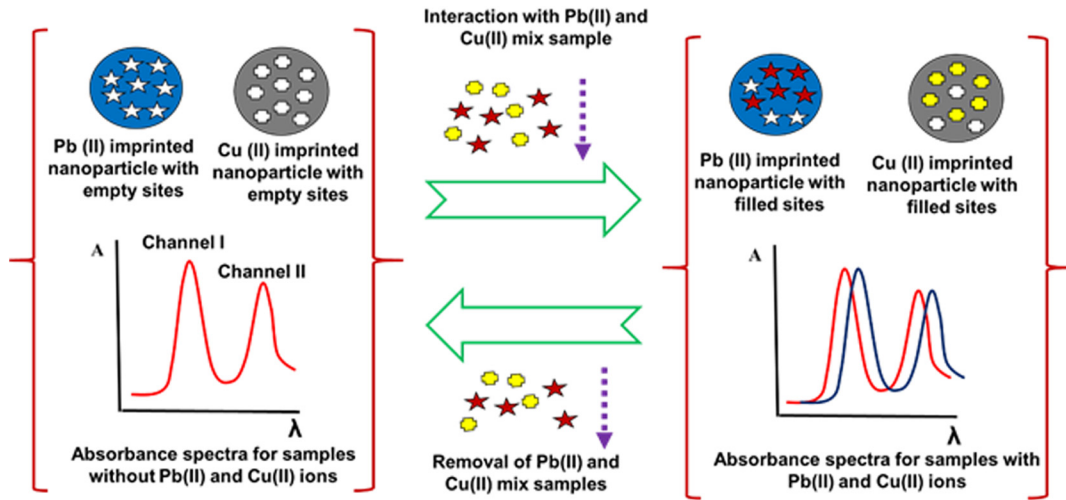 Pb (II) imprinted
nanoparticle with
empty sites
Cu (II) imprinted
nanoparticle with
empty sites
A
Channel I
Channel II
λ
Absorbance spectra for samples
without Pb(II) and Cu(II) ions
Interaction with Pb(II) and
Cu(II) mix sample
Removal of Pb(II) and
Cu(II) mix samples
Pb (II) imprinted
nanoparticle with
filled sites
Cu (II) imprinted
nanoparticle with
filled sites
A
λ
Absorbance spectra for samples with
Pb(II) and Cu(II) ions